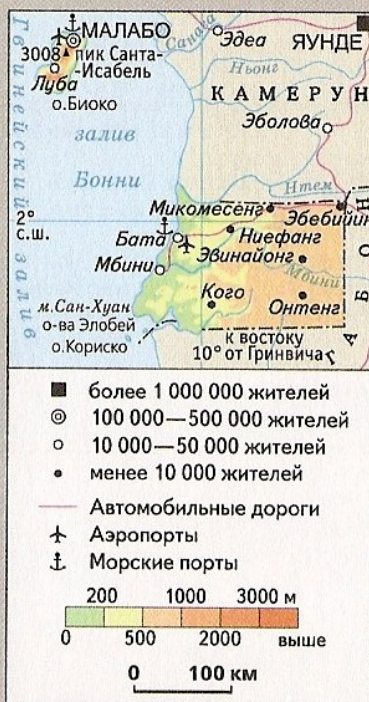 МАЛАБО
Санага
Эдеа
ЯУНДЕ
3008
пик Санта-
-Исабель
Ньонг
Луба
о.Биоко
КАМЕРУН
Гвинейский залив
залив
Бонни
Эболова
Нтем
2°
с.ш.
Микомесенг
Эбебийин
Бата
Ниефанг
Эвинайонг
Мбини
Мбини
Кого
Онтенг
ГАБОН
м.Сан-Хуан
о-ва Элобей
о.Кориско
к востоку
10° от Гринвича
более 1 000 000 жителей
100 000—500 000 жителей
10 000—50 000 жителей
менее 10 000 жителей
Автомобильные дороги
Аэропорты
Морские порты
200 1000 3000 м
0 500 2000 выше
0 100 км